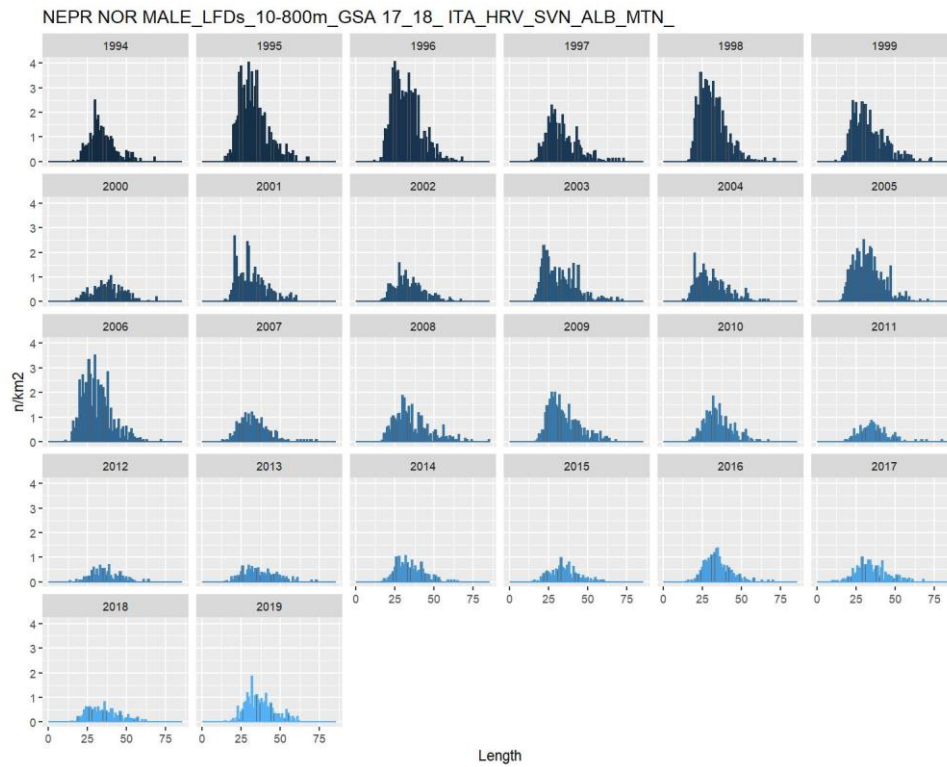 NEPR NOR MALE_LFDs_10-800m_GSA 17_18_ ITA_HRV_SVN_ALB_MTN_
1994 1995 1996 1997 1998 1999
4
3
2
1
0
2000 2001 2002 2003 2004 2005
4
3
2
1
0
2006 2007 2008 2009 2010 2011
4
3
2
1
0
n/km2
2012 2013 2014 2015 2016 2017
4
3
2
1
0
0 25 50 75 0 25 50 75 0 25 50 75 0 25 50 75
2018 2019
4
3
2
1
0
0 25 50 75 0 25 50 75
Length